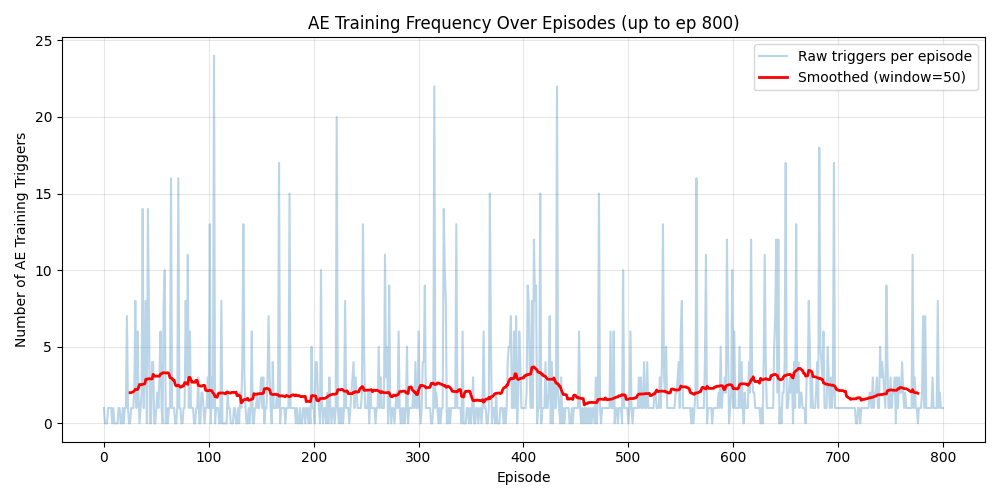 AE Training Frequency Over Episodes (up to ep 800)
Raw triggers per episode
Smoothed (window=50)
Number of AE Training Triggers
25
20
15
10
5
0
0 100 200 300 400 500 600 700 800
Episode